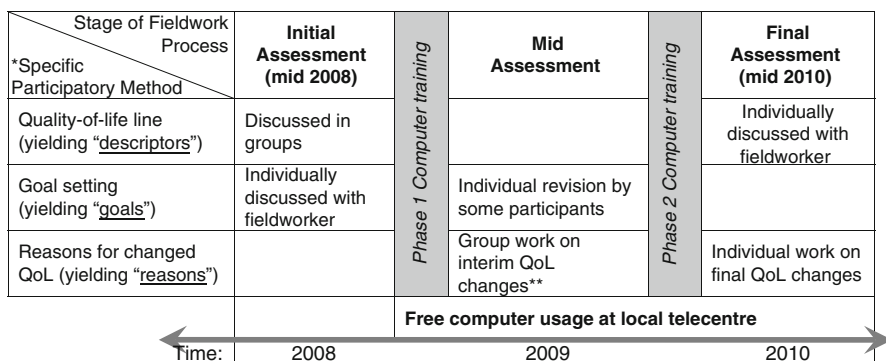 Stage of Fieldwork
Process
*Specific
Participatory Method
Initial
Assessment
(mid 2008)
Phase 1 Computer training
Mid
Assessment
Phase 2 Computer training
Final
Assessment
(mid 2010)
Quality-of-life line
(yielding “descriptors”)
Discussed in
groups
Individually
discussed with
fieldworker
Goal setting
(yielding “goals”)
Individually
discussed with
fieldworker
Individual revision by
some participants
Reasons for changed
QoL (yielding “reasons”)
Group work on
interim QoL
changes**
Individual work on
final QoL changes
Free computer usage at local telecentre
Time: 2008 2009 2010